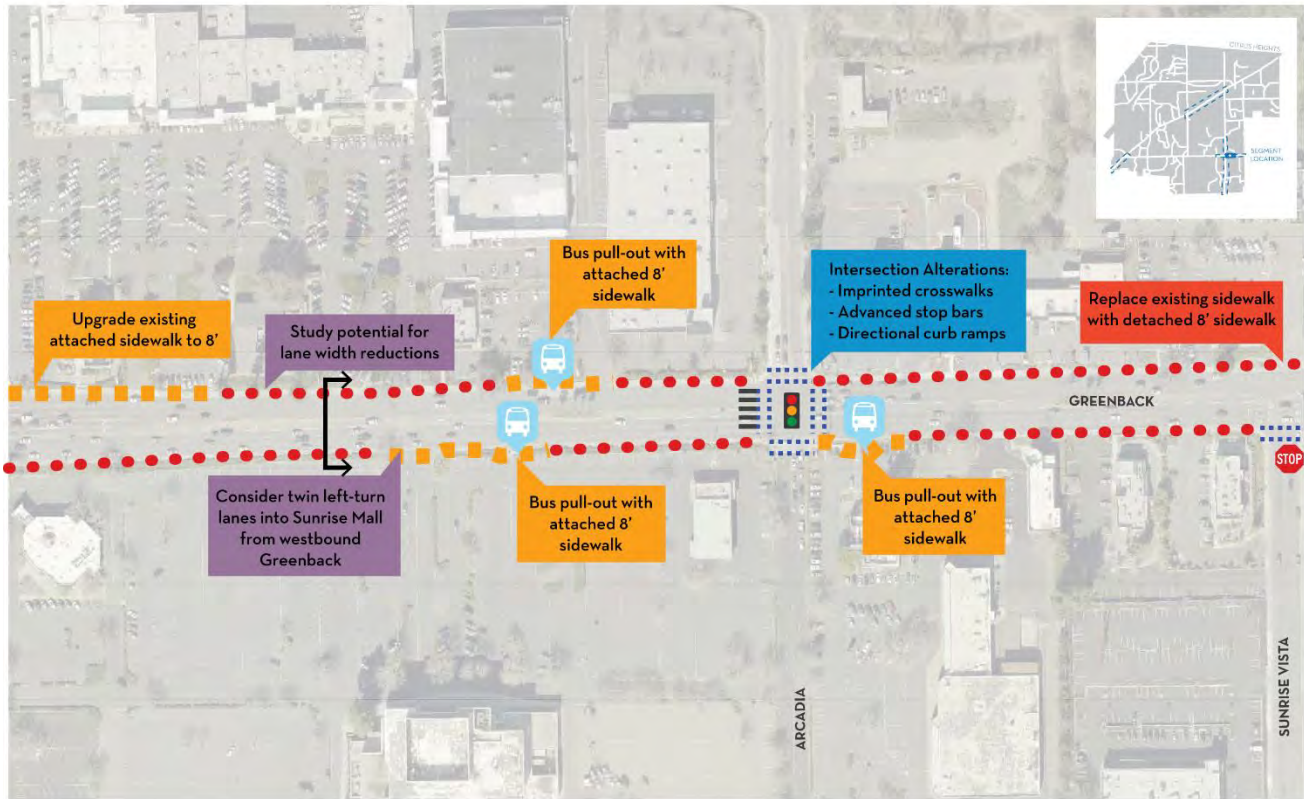 CITRUS HEIGHTS
SEGMENT
LOCATION
Bus pull-out with
attached 8'
sidewalk
Intersection Alterations:
- Imprinted crosswalks
- Advanced stop bars
- Directional curb ramps
Replace existing sidewalk
with detached 8' sidewalk
Upgrade existing
attached sidewalk to 8'
Study potential for
lane width reductions
GREENBACK
STOP
Consider twin left-turn
lanes into Sunrise Mall
from westbound
Greenback
Bus pull-out with
attached 8'
sidewalk
Bus pull-out with
attached 8'
sidewalk
ARCADIA
SUNRISE VISTA